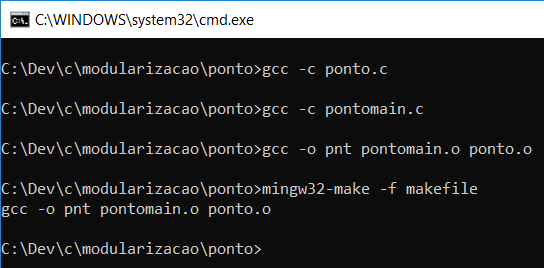 C:\WINDOWS\system32\cmd.exe
C:\Dev\c\modularizacao\ponto>gcc -c ponto.c
C:\Dev\c\modularizacao\ponto>gcc -c pontomain.c
C:\Dev\c\modularizacao\ponto>gcc -o pnt pontomain.o ponto.o
C:\Dev\c\modularizacao\ponto>mingw32-make -f makefile
gcc -o pnt pontomain.o ponto.o
C:\Dev\c\modularizacao\ponto>